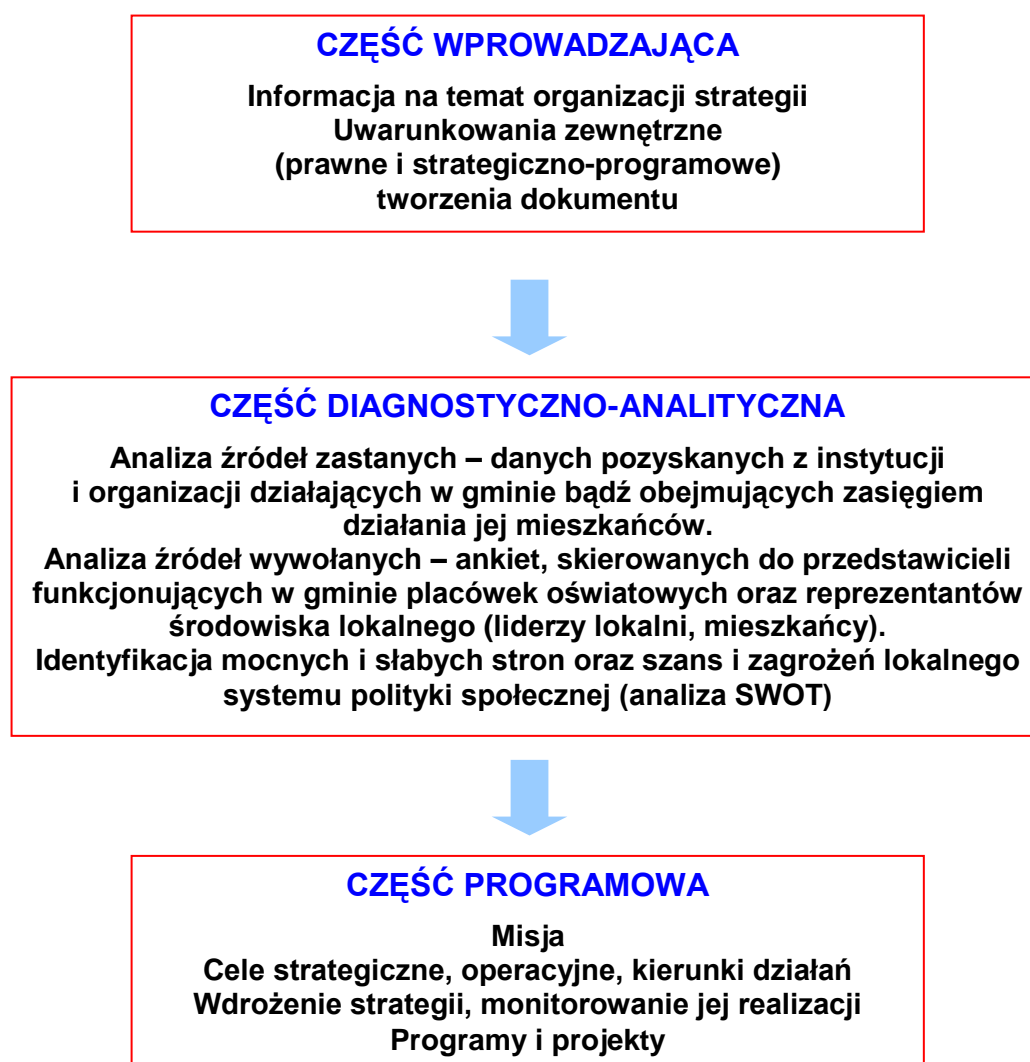 CZĘŚĆ WPROWADZAJĄCA
Informacja na temat organizacji strategii
Uwarunkowania zewnętrzne
(prawne i strategiczno-programowe)
tworzenia dokumentu
CZĘŚĆ DIAGNOSTYCZNO-ANALITYCZNA
Analiza źródeł zastanych – danych pozyskanych z instytucji
i organizacji działających w gminie bądź obejmujących zasięgiem
działania jej mieszkańców.
Analiza źródeł wywołanych – ankiet, skierowanych do przedstawicieli
funkcjonujących w gminie placówek oświatowych oraz reprezentantów
środowiska lokalnego (liderzy lokalni, mieszkańcy).
Identyfikacja mocnych i słabych stron oraz szans i zagrożeń lokalnego
systemu polityki społecznej (analiza SWOT)
CZĘŚĆ PROGRAMOWA
Misja
Cele strategiczne, operacyjne, kierunki działań
Wdrożenie strategii, monitorowanie jej realizacji
Programy i projekty